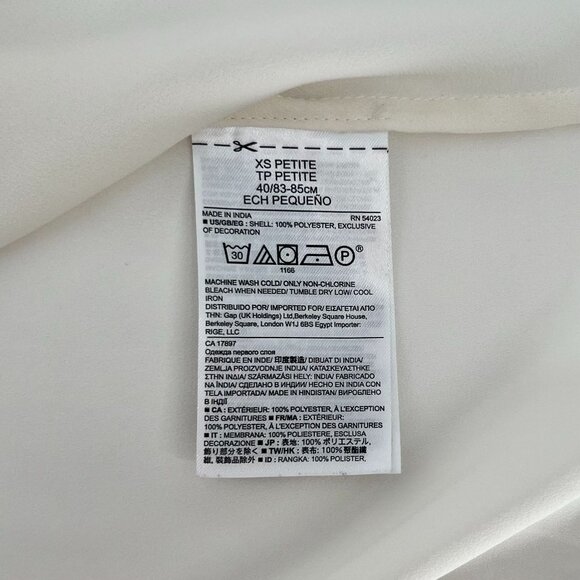 XS PETITE
TP PETITE
40/83-85CM
ECH PEQUEÑO
MADE IN INDIA RN 54023
■ US/GB/EG : SHELL: 100% POLYESTER, EXCLUSIVE
OF DECORATION
30 P ®
1166
MACHINE WASH COLD/ ONLY NON-CHLORINE
BLEACH WHEN NEEDED/ TUMBLE DRY LOW/ COOL
IRON
DISTRIBUIDO POR/ IMPORTED FOR/ ΕΙΣΑΓΕΤΑΙ ΑΠΟ
ΤΗΝ: Gap (UK Holdings) Ltd,Berkeley Square House,
Berkeley Square, London W1J 6BS Egypt Importer:
RIGE, LLC
CA 17897
Одежда первого слоя
FABRIQUÉ EN INDE/ 印度製造/ DIBUAT DI INDIA/
ZEMLJA PROIZVODNJE INDIJA/ ΚΑΤΑΣΚΕΥΑΣΤΗΚΕ
ΣΤΗΝ ΙΝΔΙΑ/ SZÁRMAZÁSI HELY: INDIA/ FABRICADO
NA ÍNDIA/ СДЕЛАНО В ИНДИИ/ HECHO EN INDIA CON
TELA IMPORTADA/ MADE IN HINDISTAN/ ВИРОБЛЕНО
В ІНДІЇ
■ CA : EXTÉRIEUR: 100% POLYESTER, À L'EXCEPTION
DES GARNITURES ■ FR/MA : EXTÉRIEUR:
100% POLYESTER, À L'EXCEPTION DES GARNITURES
■ IT : MEMBRANA: 100% POLIESTERE, ESCLUSA
DECORAZIONE ■ JP : 表地: 100% ポリエステル,
飾り部分を除く ■ TW/HK : 表布: 100% 聚酯纖
維, 裝飾品除外 ■ ID : RANGKA: 100% POLISTER,